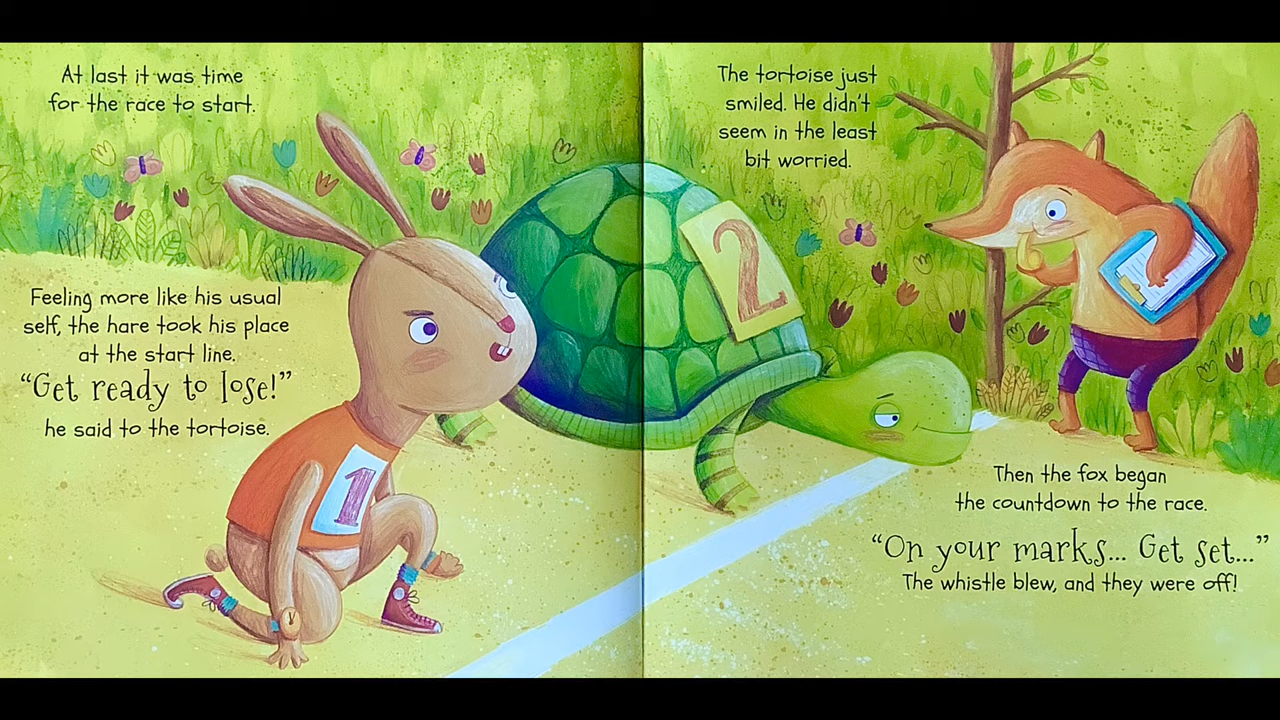 At last it was time
for the race to start.
Feeling more like his usual
self, the hare took his place
at the start line.
“Get ready to lose!”
he said to the tortoise.
1
The tortoise just
smiled. He didn't
seem in the least
bit worried.
2
Then the fox began
the countdown to the race.
“On your marks... Get set...”
The whistle blew, and they were off!